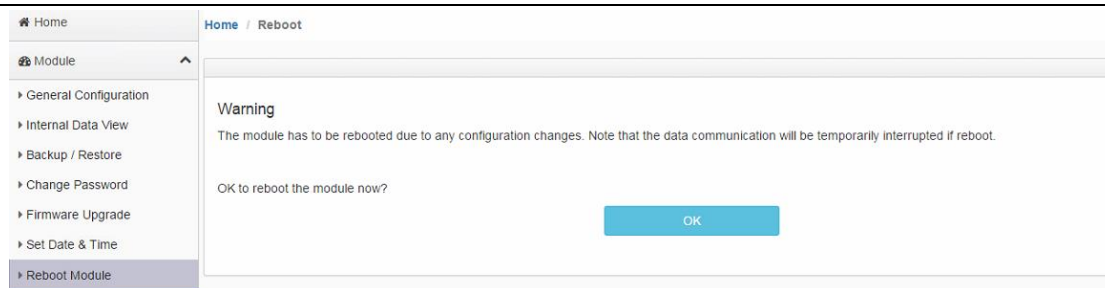 Home
Module
General Configuration
Internal Data View
Backup / Restore
Change Password
Firmware Upgrade
Set Date & Time
Reboot Module
Home / Reboot
Warning
The module has to be rebooted due to any configuration changes. Note that the data communication will be temporarily interrupted if reboot.
OK to reboot the module now?
OK